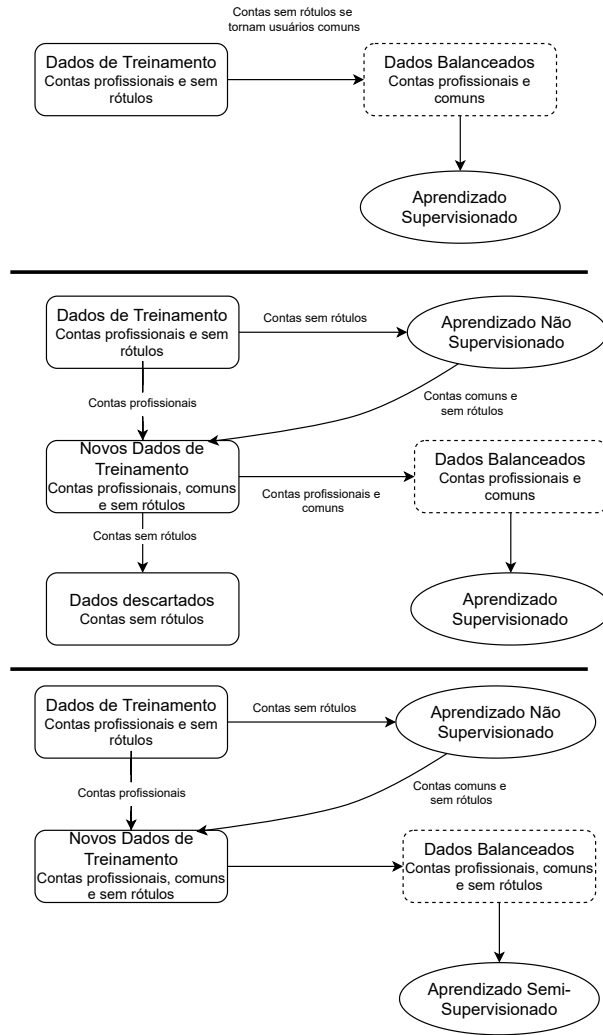 Contas sem rótulos se
tornam usuários comuns
Dados de Treinamento
Contas profissionais e sem
rótulos
Dados Balanceados
Contas profissionais e
comuns
Aprendizado
Supervisionado
Dados de Treinamento
Contas profissionais e sem
rótulos
Contas sem rótulos
Aprendizado Não
Supervisionado
Contas profissionais
Contas comuns e
sem rótulos
Novos Dados de
Treinamento
Contas profissionais, comuns
e sem rótulos
Contas profissionais e
comuns
Dados Balanceados
Contas profissionais e
comuns
Contas sem rótulos
Dados descartados
Contas sem rótulos
Aprendizado
Supervisionado
Dados de Treinamento
Contas profissionais e sem
rótulos
Contas sem rótulos
Aprendizado Não
Supervisionado
Contas profissionais
Contas comuns e
sem rótulos
Novos Dados de
Treinamento
Contas profissionais, comuns
e sem rótulos
Dados Balanceados
Contas profissionais, comuns
e sem rótulos
Aprendizado Semi-
Supervisionado